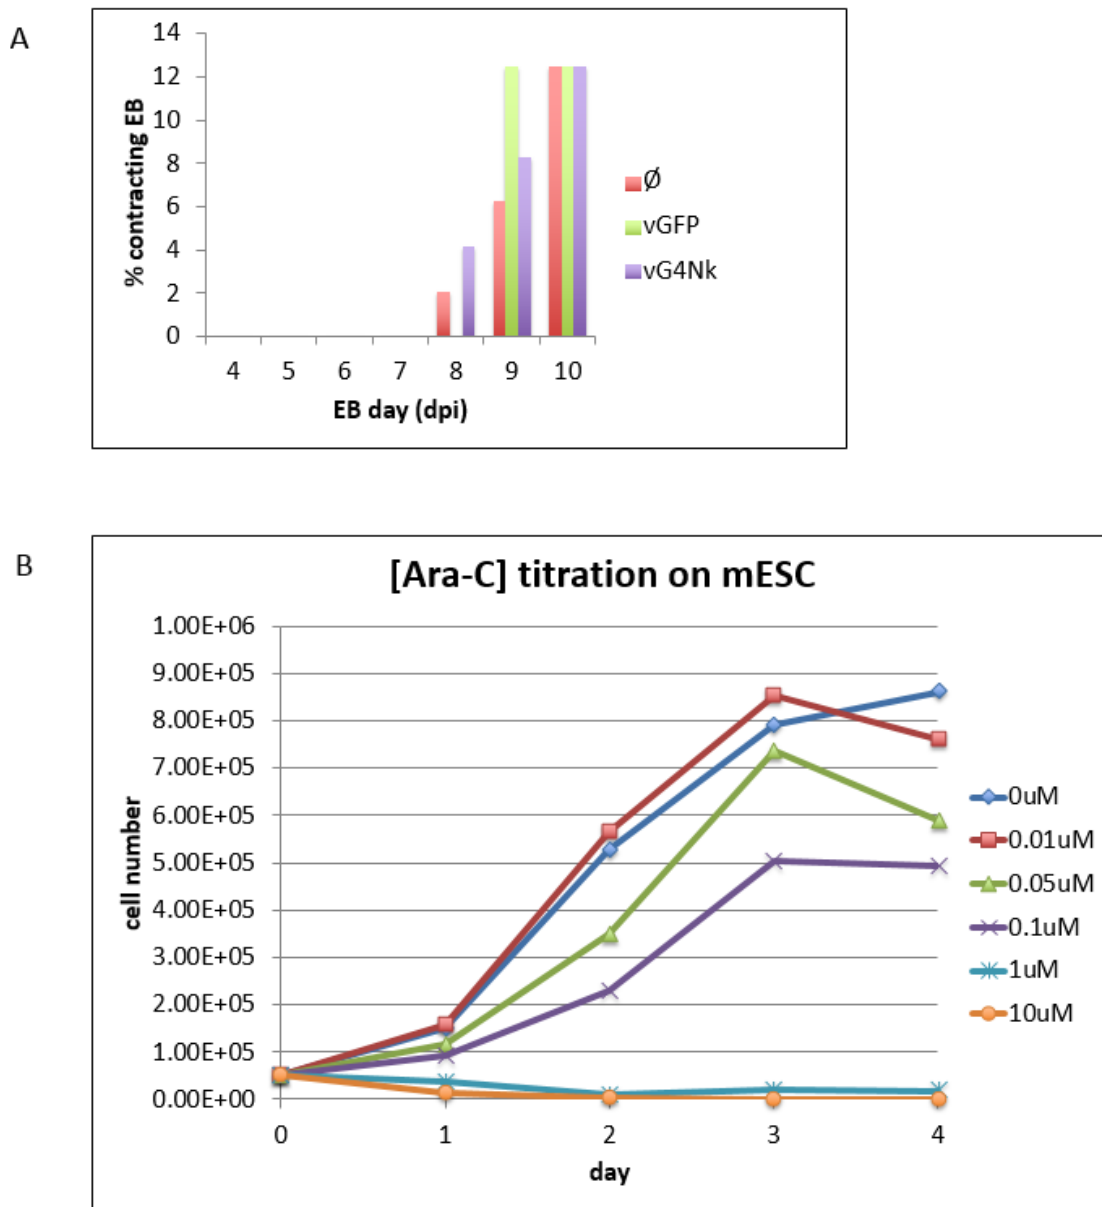 A
14
12
10
8
6
4
2
0
% contracting EB
4 5 6 7 8 9 10
EB day (dpi)
Ø
vGFP
vG4Nk
B
[Ara-C] titration on mESC
1.00E+06
9.00E+05
8.00E+05
7.00E+05
6.00E+05
5.00E+05
4.00E+05
3.00E+05
2.00E+05
1.00E+05
0.00E+00
cell number
0 1 2 3 4
day
0uM
0.01uM
0.05uM
0.1uM
1uM
10uM